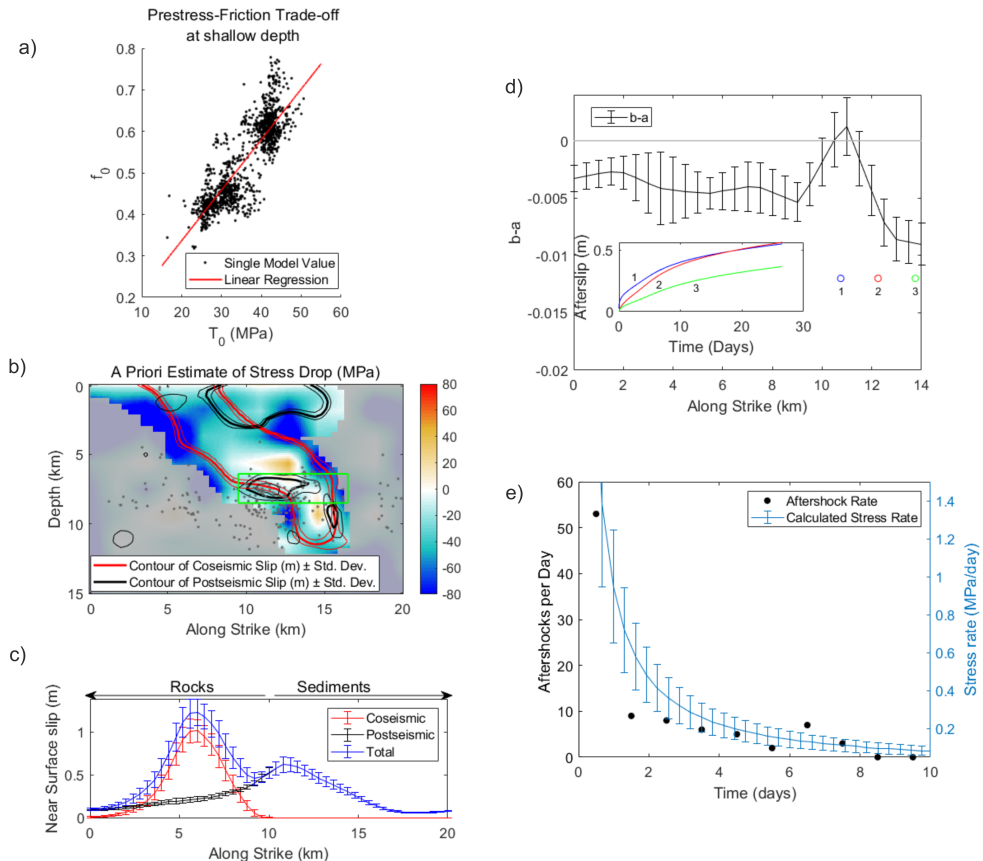 a)
Prestress-Friction Trade-off
at shallow depth
0.8
0.7
0.6
0.5
0.4
0.3
0.2
f0
10 20 30 40 50 60
T0 (MPa)
Single Model Value
Linear Regression
b)
A Priori Estimate of Stress Drop (MPa)
0
5
10
15
Depth (km)
0 5 10 15 20
Along Strike (km)
Contour of Coseismic Slip (m) ± Std. Dev.
Contour of Postseismic Slip (m) ± Std. Dev.
80
60
40
20
0
-20
-40
-60
-80
c)
Rocks Sediments
1
0.5
0
Near Surface slip (m)
0 5 10 15 20
Along Strike (km)
Coseismic
Postseismic
Total
d)
b-a
0
-0.005
-0.01
-0.015
-0.02
b-a
0 2 4 6 8 10 12 14
Along Strike (km)
0.5
0
Afterslip (m)
1
2
3
0 10 20 30
Time (Days)
1 2 3
e)
60
50
40
30
20
10
0
Aftershocks per Day
Aftershock Rate
Calculated Stress Rate
1.4
1.2
1
0.8
0.6
0.4
0.2
Stress rate (MPa/day)
0 2 4 6 8 10
Time (days)